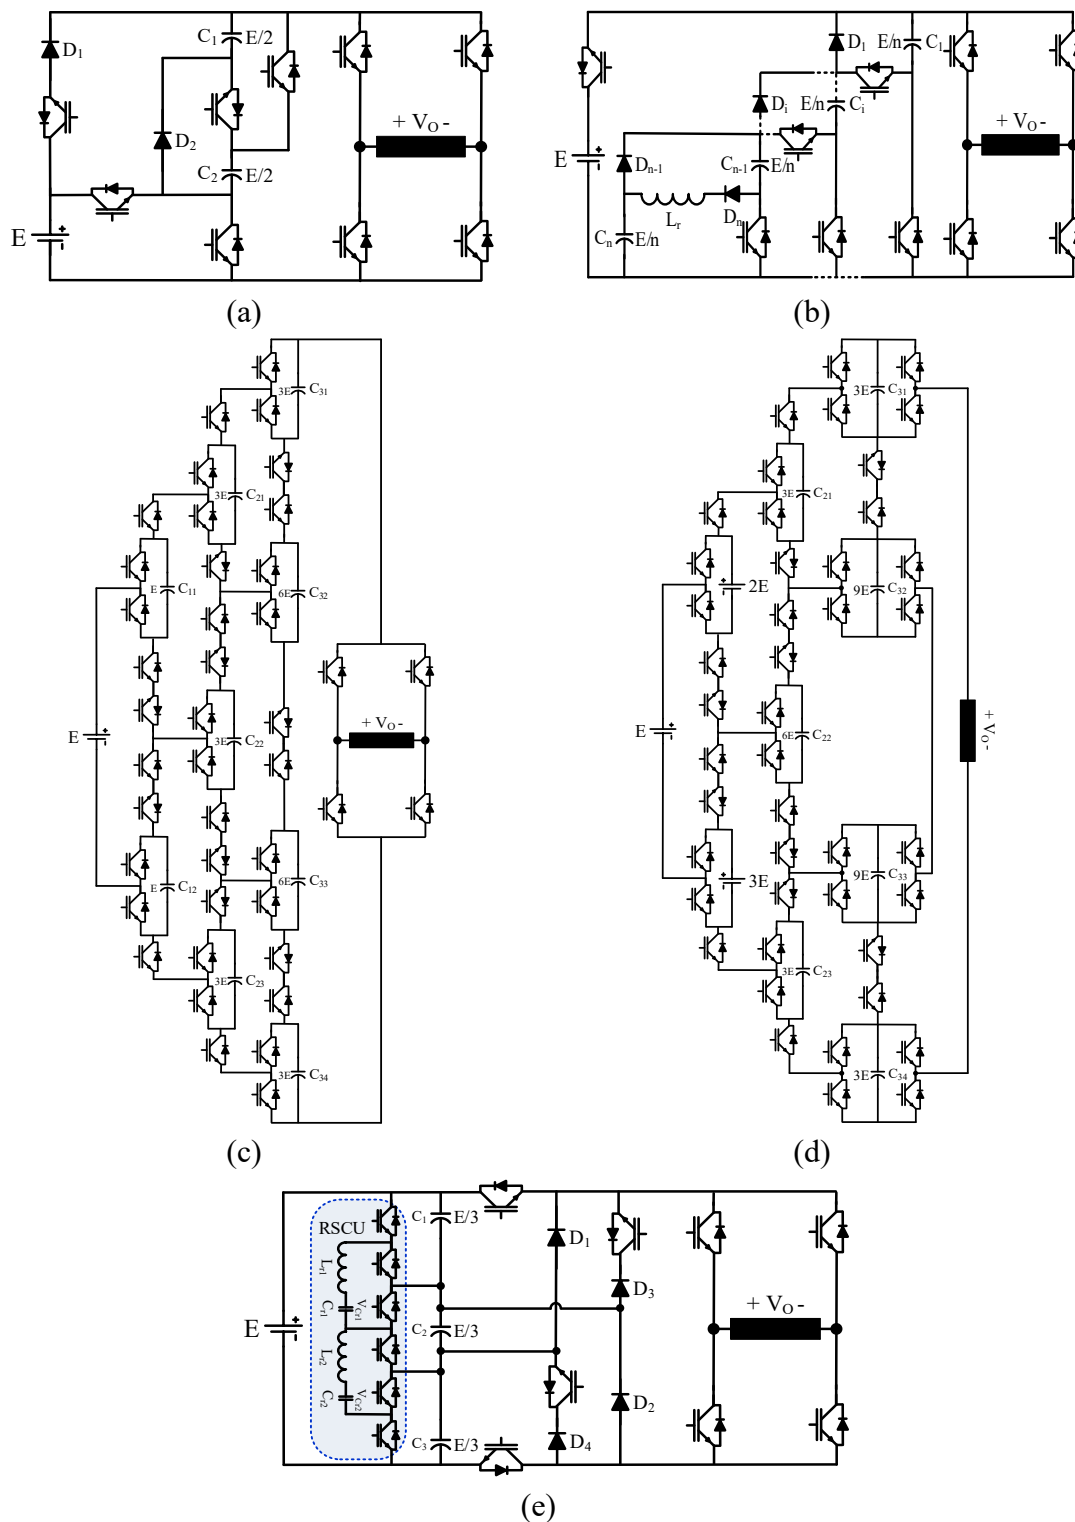 D1
C1 E/2
D2
C2 E/2
E
+ VO -
(a)
E
D1
E/n C1
Di
E/n Ci
Dn-1
Cn-1 E/n
Lr
Dn
Cn E/n
+ VO -
(b)
3E C31
3E C21
E C11
6E C32
E
3E C22
+ VO -
E C12
6E C33
3E C23
3E C34
(c)
3E C31
3E C21
2E
9E C32
E
6E C22
+ VO -
3E
9E C33
3E C23
3E C34
(d)
RSCU
Lr1
Cr1
VCr1
Lr2
Cr2
VCr2
E
C1 E/3
C2 E/3
C3 E/3
D1
D3
D2
D4
+ VO -
(e)